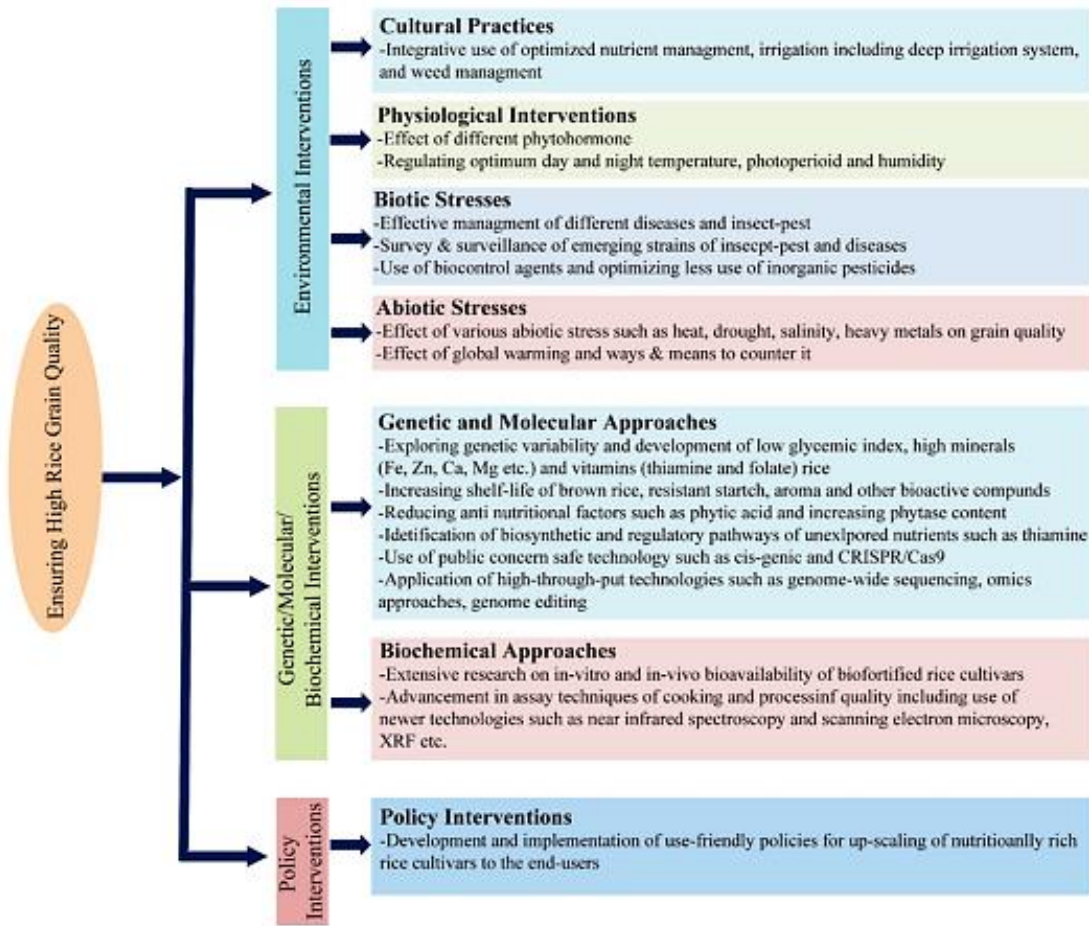 Ensuring High Rice Grain Quality
Environmental Interventions
Cultural Practices
-Integrative use of optimized nutrient managment, irrigation including deep irrigation system,
and weed managment
Physiological Interventions
-Effect of different phytohormone
-Regulating optimum day and night temperature, photoperioid and humidity
Biotic Stresses
-Effective managment of different diseases and insect-pest
-Survey & surveillance of emerging strains of insecpt-pest and diseases
-Use of biocontrol agents and optimizing less use of inorganic pesticides
Abiotic Stresses
-Effect of various abiotic stress such as heat, drought, salinity, heavy metals on grain quality
-Effect of global warming and ways & means to counter it
Genetic/Molecular/
Biochemical Interventions
Genetic and Molecular Approaches
-Exploring genetic variability and development of low glycemic index, high minerals
(Fe, Zn, Ca, Mg etc.) and vitamins (thiamine and folate) rice
-Increasing shelf-life of brown rice, resistant startch, aroma and other bioactive compunds
-Reducing anti nutritional factors such as phytic acid and increasing phytase content
-Idetification of biosynthetic and regulatory pathways of unexlpored nutrients such as thiamine
-Use of public concern safe technology such as cis-genic and CRISPR/Cas9
-Application of high-through-put technologies such as genome-wide sequencing, omics
approaches, genome editing
Biochemical Approaches
-Extensive research on in-vitro and in-vivo bioavailability of biofortified rice cultivars
-Advancement in assay techniques of cooking and processinf quality including use of
newer technologies such as near infrared spectroscopy and scanning electron microscopy,
XRF etc.
Policy
Interventions
Policy Interventions
-Development and implementation of use-friendly policies for up-scaling of nutritioanlly rich
rice cultivars to the end-users